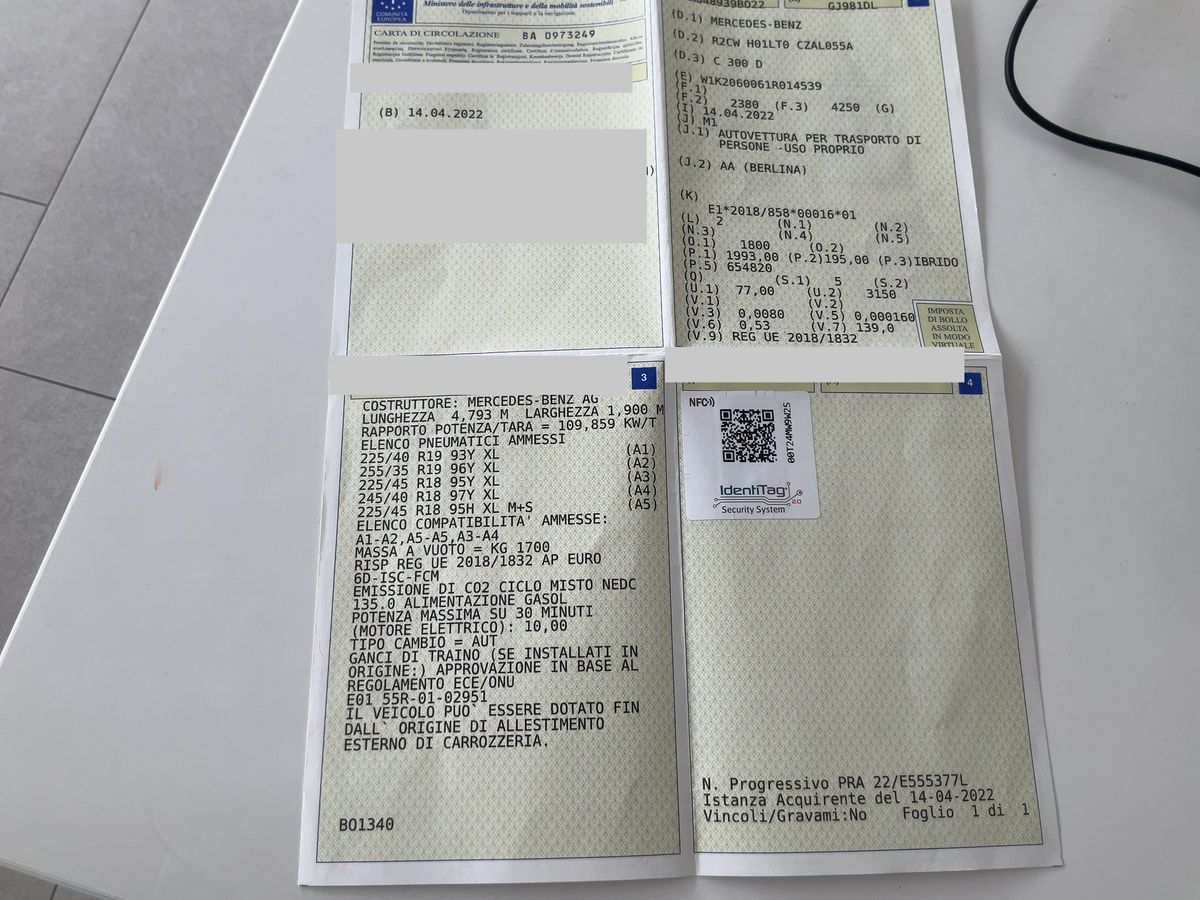 COMUNITÀ
EUROPEA
Ministero delle infrastrutture e della mobilità sostenibili
Dipartimento per i trasporti e la navigazione
CARTA DI CIRCOLAZIONE BA 0973249
(B) 14.04.2022
GJ981DL
(D.1) MERCEDES-BENZ
(D.2) R2CW H01LT0 CZAL055A
(D.3) C 300 D
(E) W1K2060061R014539
(F.1)
(F.2) 2380 (F.3) 4250 (G)
(I) 14.04.2022
(J) M1
(J.1) AUTOVETTURA PER TRASPORTO DI
PERSONE -USO PROPRIO
(J.2) AA (BERLINA)
(K)
E1*2018/858*00016*01
(L) 2 (N.1) (N.2)
(N.3) (N.4) (N.5)
(O.1) 1800 (O.2)
(P.1) 1993,00 (P.2)195,00 (P.3)IBRIDO
(P.5) 654820
(Q) (S.1) 5 (S.2)
(U.1) 77,00 (U.2) 3150
(V.1) (V.2)
(V.3) 0,0080 (V.5) 0,000160
(V.6) 0,53 (V.7) 139,0
(V.9) REG UE 2018/1832
IMPOSTA
DI BOLLO
ASSOLTA
IN MODO
VIRTUALE
3
COSTRUTTORE: MERCEDES-BENZ AG
LUNGHEZZA 4,793 M LARGHEZZA 1,900 M
RAPPORTO POTENZA/TARA = 109,859 KW/T
ELENCO PNEUMATICI AMMESSI
225/40 R19 93Y XL (A1)
255/35 R19 96Y XL (A2)
225/45 R18 95Y XL (A3)
245/40 R18 97Y XL (A4)
225/45 R18 95H XL M+S (A5)
ELENCO COMPATIBILITA' AMMESSE:
A1-A2,A5-A5,A3-A4
MASSA A VUOTO = KG 1700
RISP REG UE 2018/1832 AP EURO
6D-ISC-FCM
EMISSIONE DI CO2 CICLO MISTO NEDC
135.0 ALIMENTAZIONE GASOL
POTENZA MASSIMA SU 30 MINUTI
(MOTORE ELETTRICO): 10,00
TIPO CAMBIO = AUT
GANCI DI TRAINO (SE INSTALLATI IN
ORIGINE:) APPROVAZIONE IN BASE AL
REGOLAMENTO ECE/ONU
E01 55R-01-02951
IL VEICOLO PUO` ESSERE DOTATO FIN
DALL` ORIGINE DI ALLESTIMENTO
ESTERNO DI CARROZZERIA.
BO1340
4
NFC
00T24MW9W2S
IdentiTag
2.0
Security System
N. Progressivo PRA 22/E555377L
Istanza Acquirente del 14-04-2022
Vincoli/Gravami:No Foglio 1 di 1